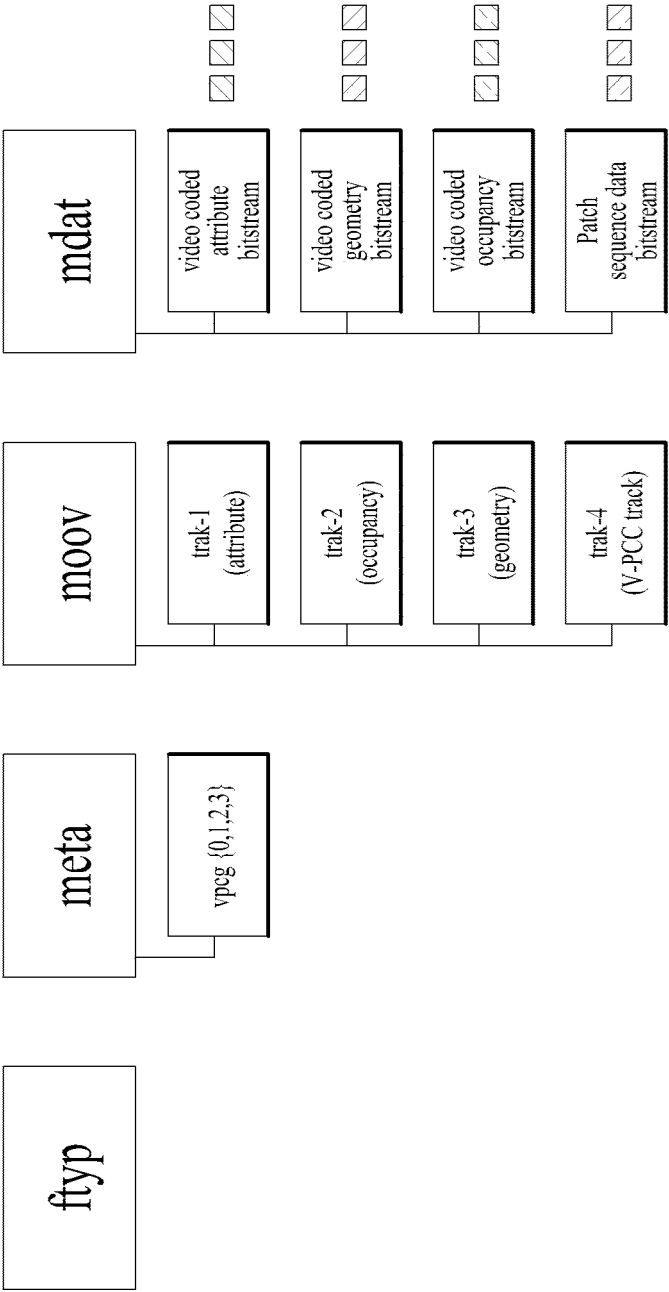 ftyp
meta
vpcg {0,1,2,3}
moov
trak-1
(attribute)
trak-2
(occupancy)
trak-3
(geometry)
trak-4
(V-PCC track)
mdat
video coded
attribute
bitstream
video coded
geometry
bitstream
video coded
occupancy
bitstream
Patch
sequence data
bitstream